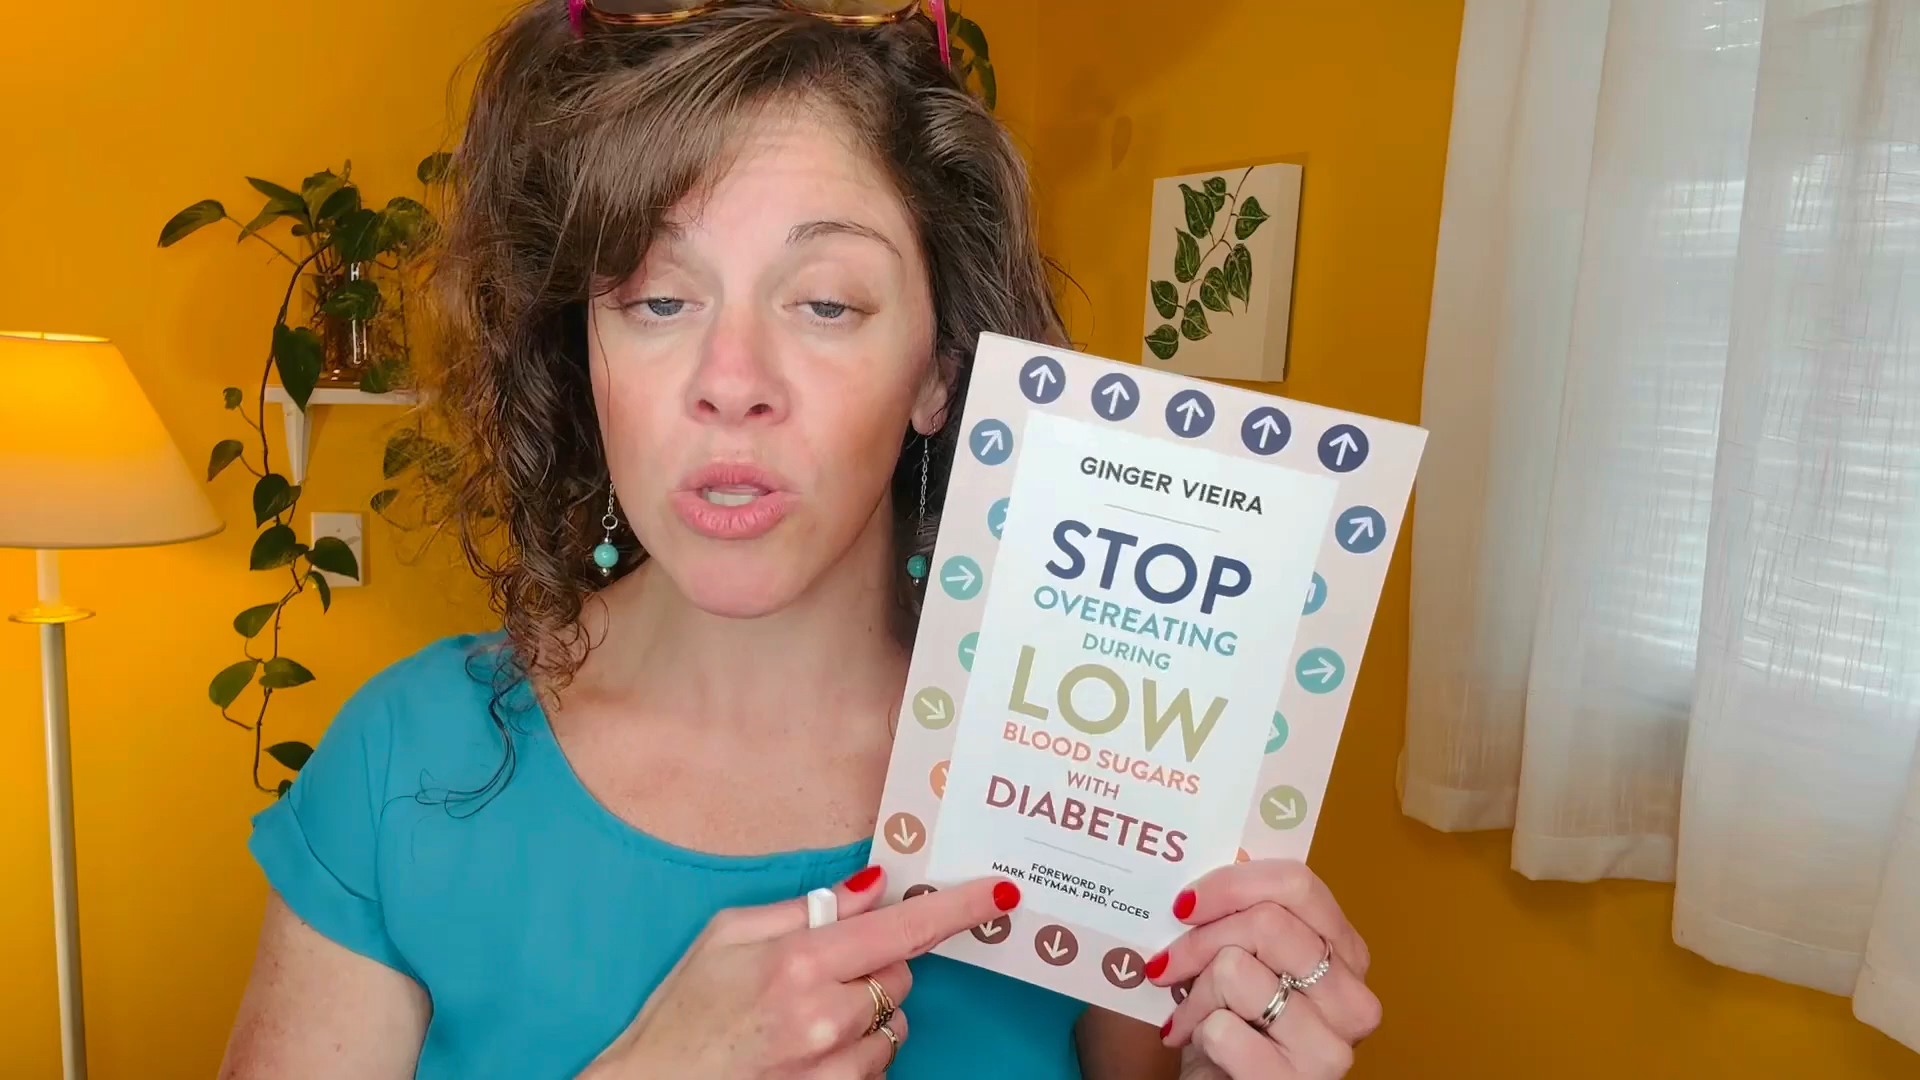 GINGER VIEIRA
STOP
OVEREATING
DURING
LOW
BLOOD SUGARS
WITH
DIABETES
FOREWORD BY
MARK HEYMAN, PHD, CDCES